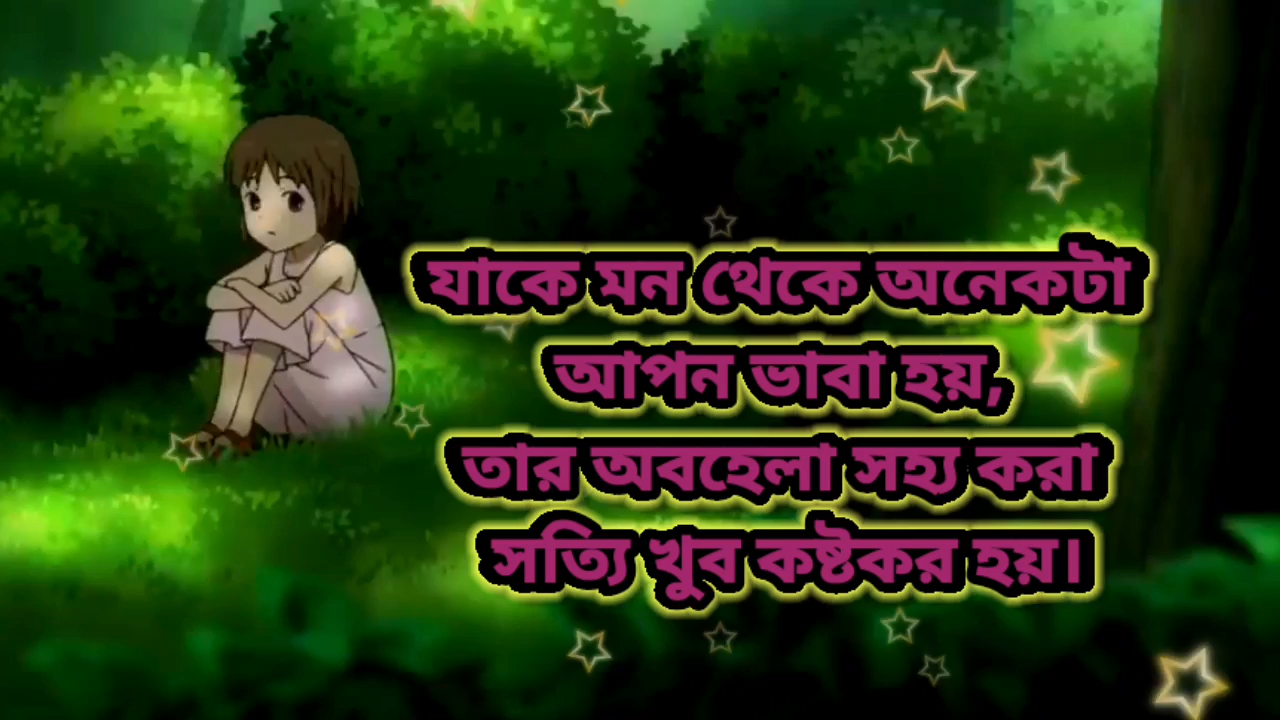 যাকে মন থেকে অনেকটা
আপন ভাবা হয়,
তার অবহেলা সহ্য করা
সত্যি খুব কষ্টকর হয়।